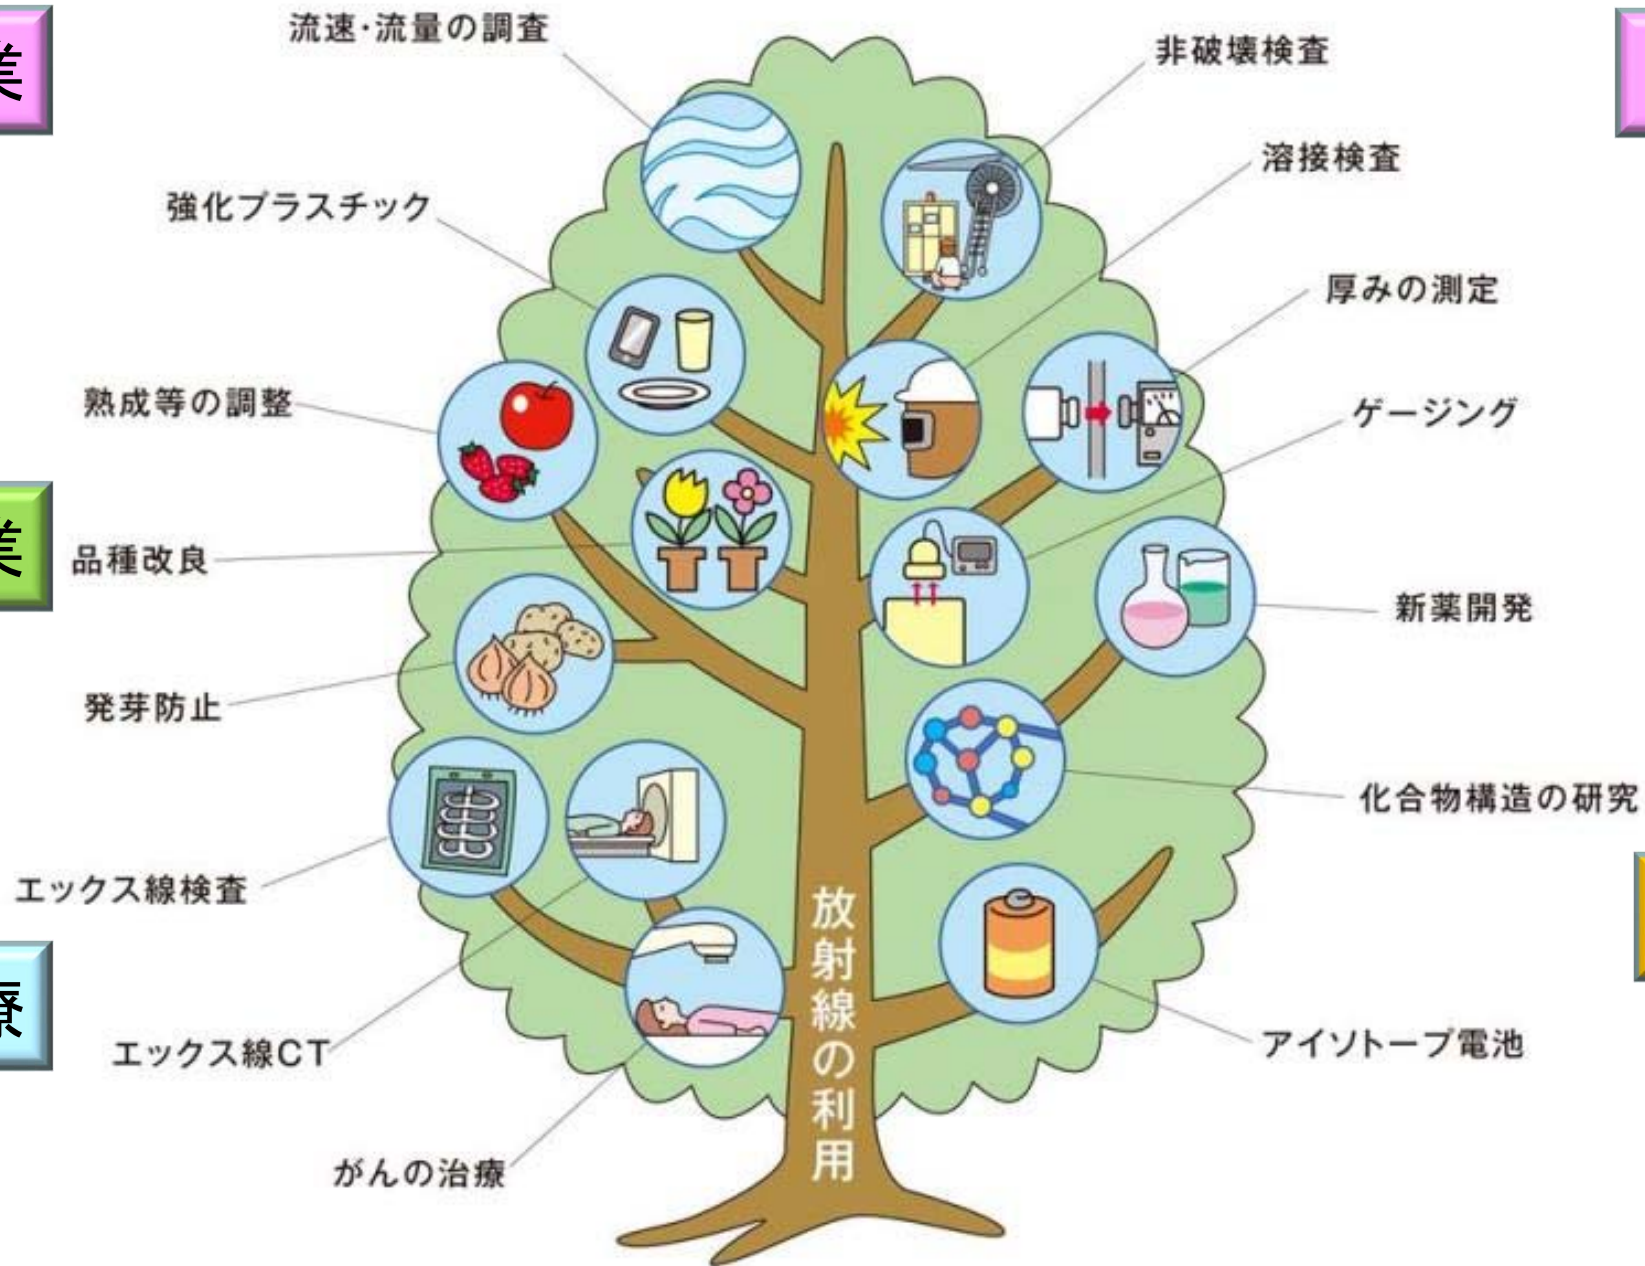 流速・流量の調査
強化プラスチック
熟成等の調整
品種改良
発芽防止
エックス線検査
エックス線CT
がんの治療
非破壊検査
溶接検査
厚みの測定
ゲージング
新薬開発
化合物構造の研究
アイソトープ電池
放射線の利用
業
業
療